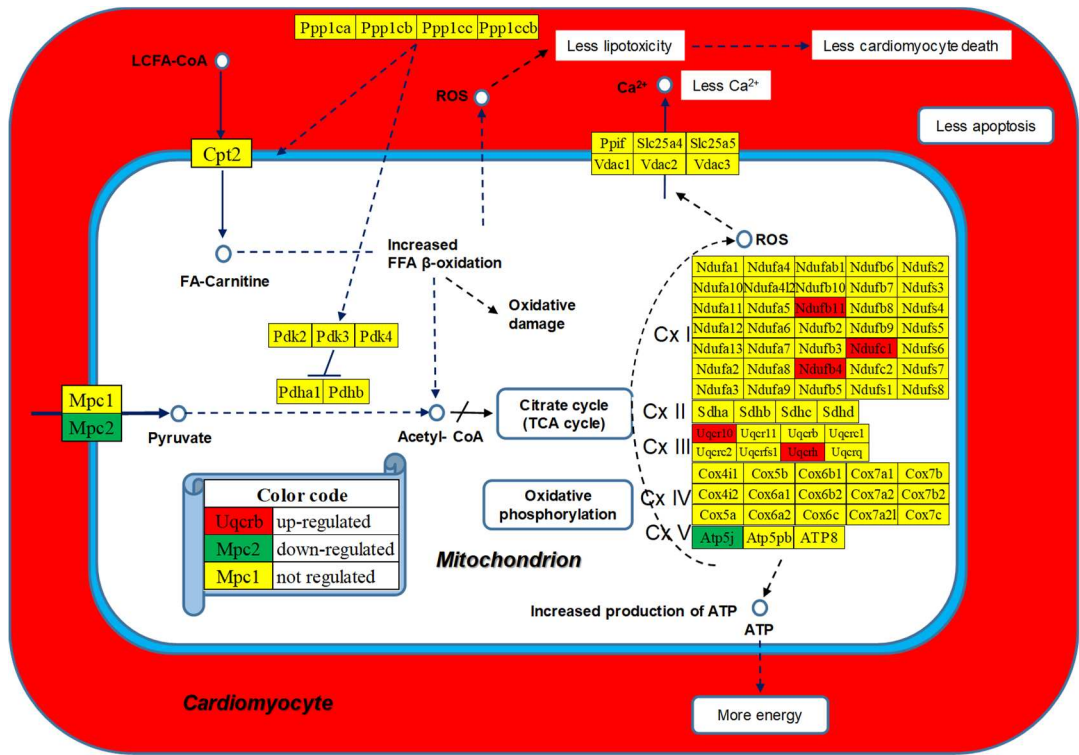 Ppp1ca Ppp1cb Ppp1cc Ppp1ccb
LCFA-CoA
Less lipotoxicity
Less cardiomyocyte death
ROS
Ca²⁺
Less Ca²⁺
Less apoptosis
Cpt2
Ppif Slc25a4 Slc25a5
Vdac1 Vdac2 Vdac3
FA-Carnitine
Increased
FFA β-oxidation
Oxidative
damage
ROS
Pdk2 Pdk3 Pdk4
Pdha1 Pdhb
Mpc1
Mpc2
Pyruvate
Acetyl- CoA
Citrate cycle
(TCA cycle)
Oxidative
phosphorylation
Cx I
Ndufa1 Ndufa4 Ndufab1 Ndufb6 Ndufs2
Ndufa10 Ndufa4l2 Ndufb10 Ndufb7 Ndufs3
Ndufa11 Ndufa5 Ndufb11 Ndufb8 Ndufs4
Ndufa12 Ndufa6 Ndufb2 Ndufb9 Ndufs5
Ndufa13 Ndufa7 Ndufb3 Ndufc1 Ndufs6
Ndufa2 Ndufa8 Ndufb4 Ndufc2 Ndufs7
Ndufa3 Ndufa9 Ndufb5 Ndufs1 Ndufs8
Cx II
Sdha Sdhb Sdhc Sdhd
Cx III
Uqcr10 Uqcr11 Uqcrb Uqcrc1
Uqcrc2 Uqcrfs1 Uqcrh Uqcrq
Cx IV
Cox4i1 Cox5b Cox6b1 Cox7a1 Cox7b
Cox4i2 Cox6a1 Cox6b2 Cox7a2 Cox7b2
Cox5a Cox6a2 Cox6c Cox7a2l Cox7c
Cx V
Atp5j Atp5pb ATP8
Color code
Uqcrb up-regulated
Mpc2 down-regulated
Mpc1 not regulated
Mitochondrion
Increased production of ATP
ATP
More energy
Cardiomyocyte